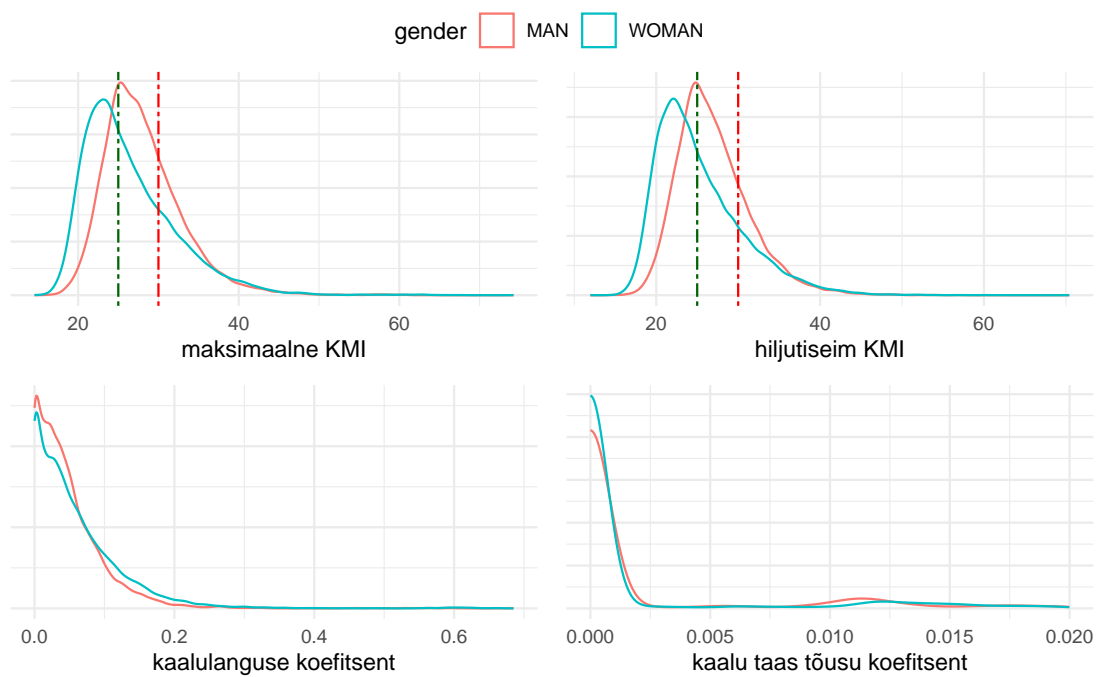 gender MAN WOMAN
20 40 60
maksimaalne KMI
20 40 60
hiljutiseim KMI
0.0 0.2 0.4 0.6
kaalulanguse koefitsent
0.000 0.005 0.010 0.015 0.020
kaalu taas tõusu koefitsent